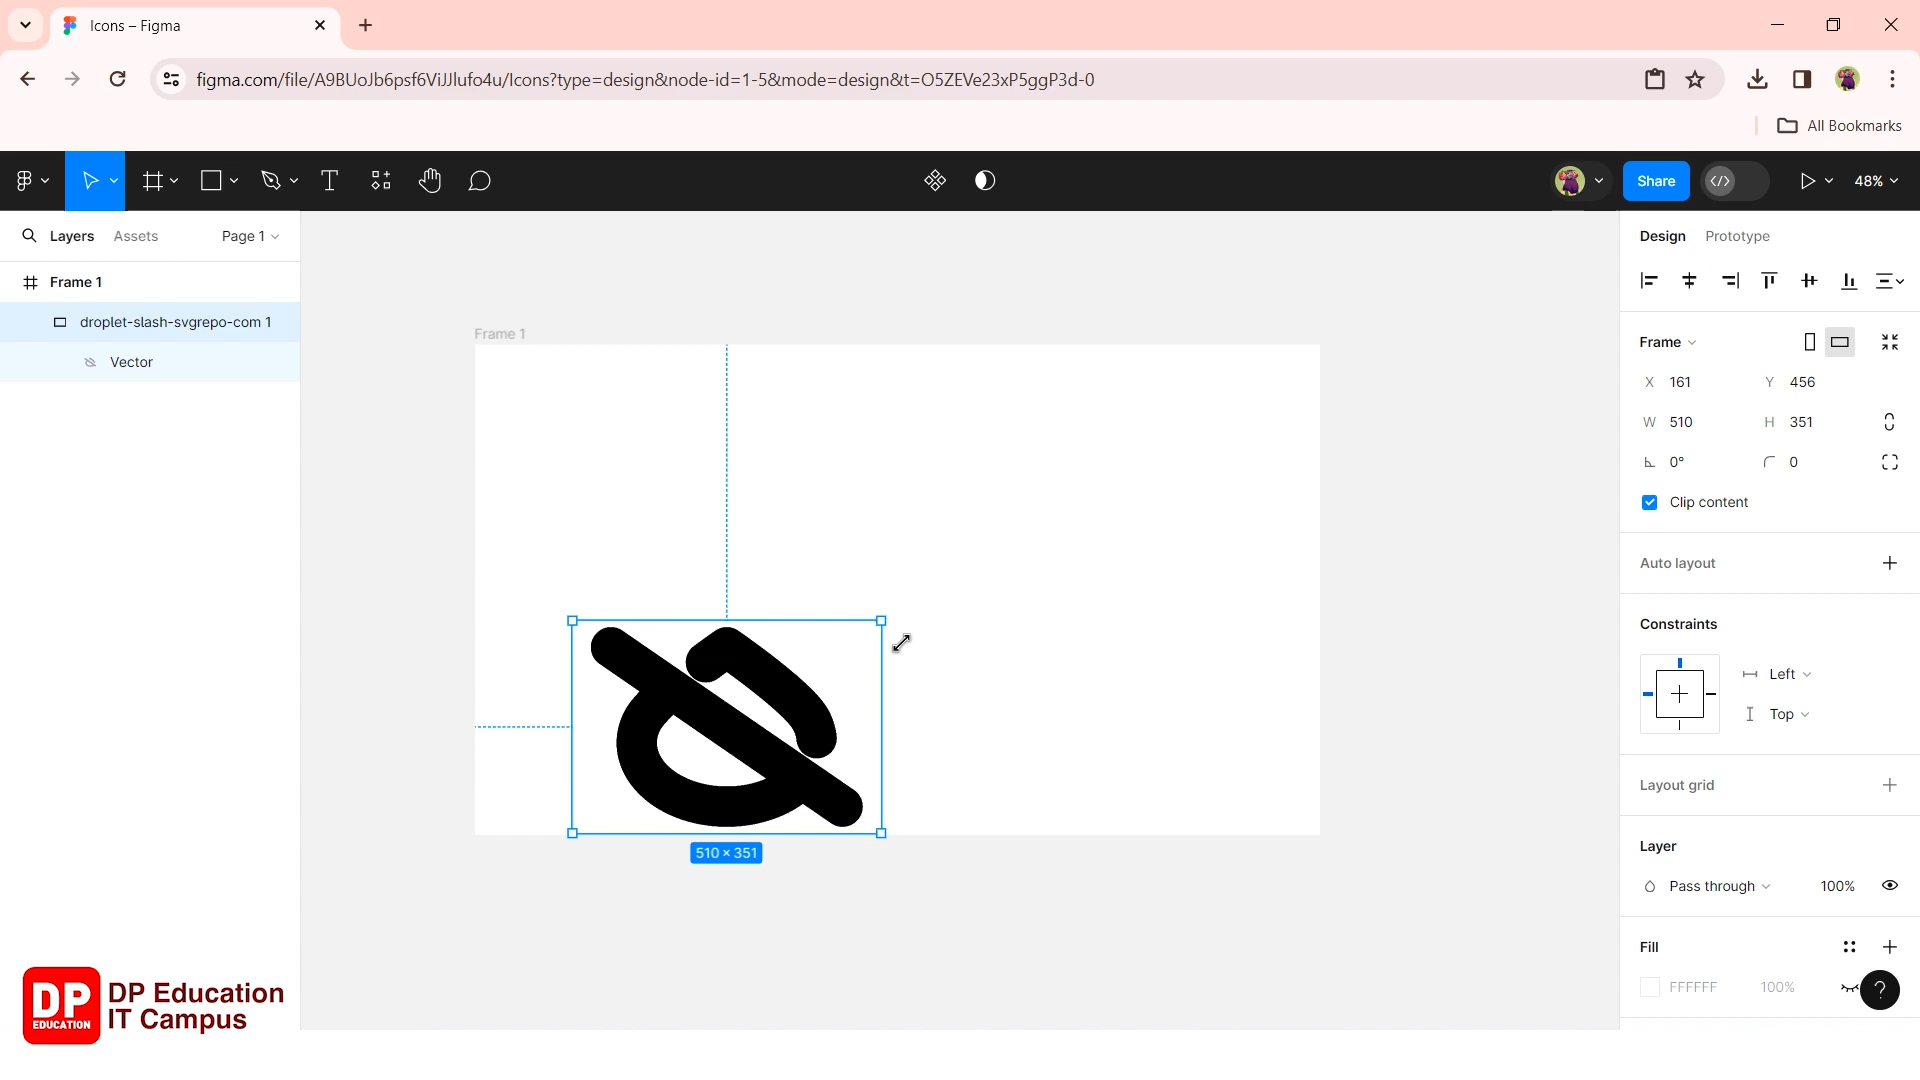 Icons – Figma
figma.com/file/A9BUoJb6psf6ViJJlufo4u/Icons?type=design&node-id=1-5&mode=design&t=O5ZEVe23xP5ggP3d-0
All Bookmarks
Share
48%
Layers Assets Page 1
Frame 1
droplet-slash-svgrepo-com 1
Vector
Frame 1
510 × 351
Design Prototype
Frame
X 161 Y 456
W 510 H 351
0° 0
Clip content
Auto layout
Constraints
Left
Top
Layout grid
Layer
Pass through 100%
Fill
FFFFFF 100%
?
DP
EDUCATION
DP Education
IT Campus